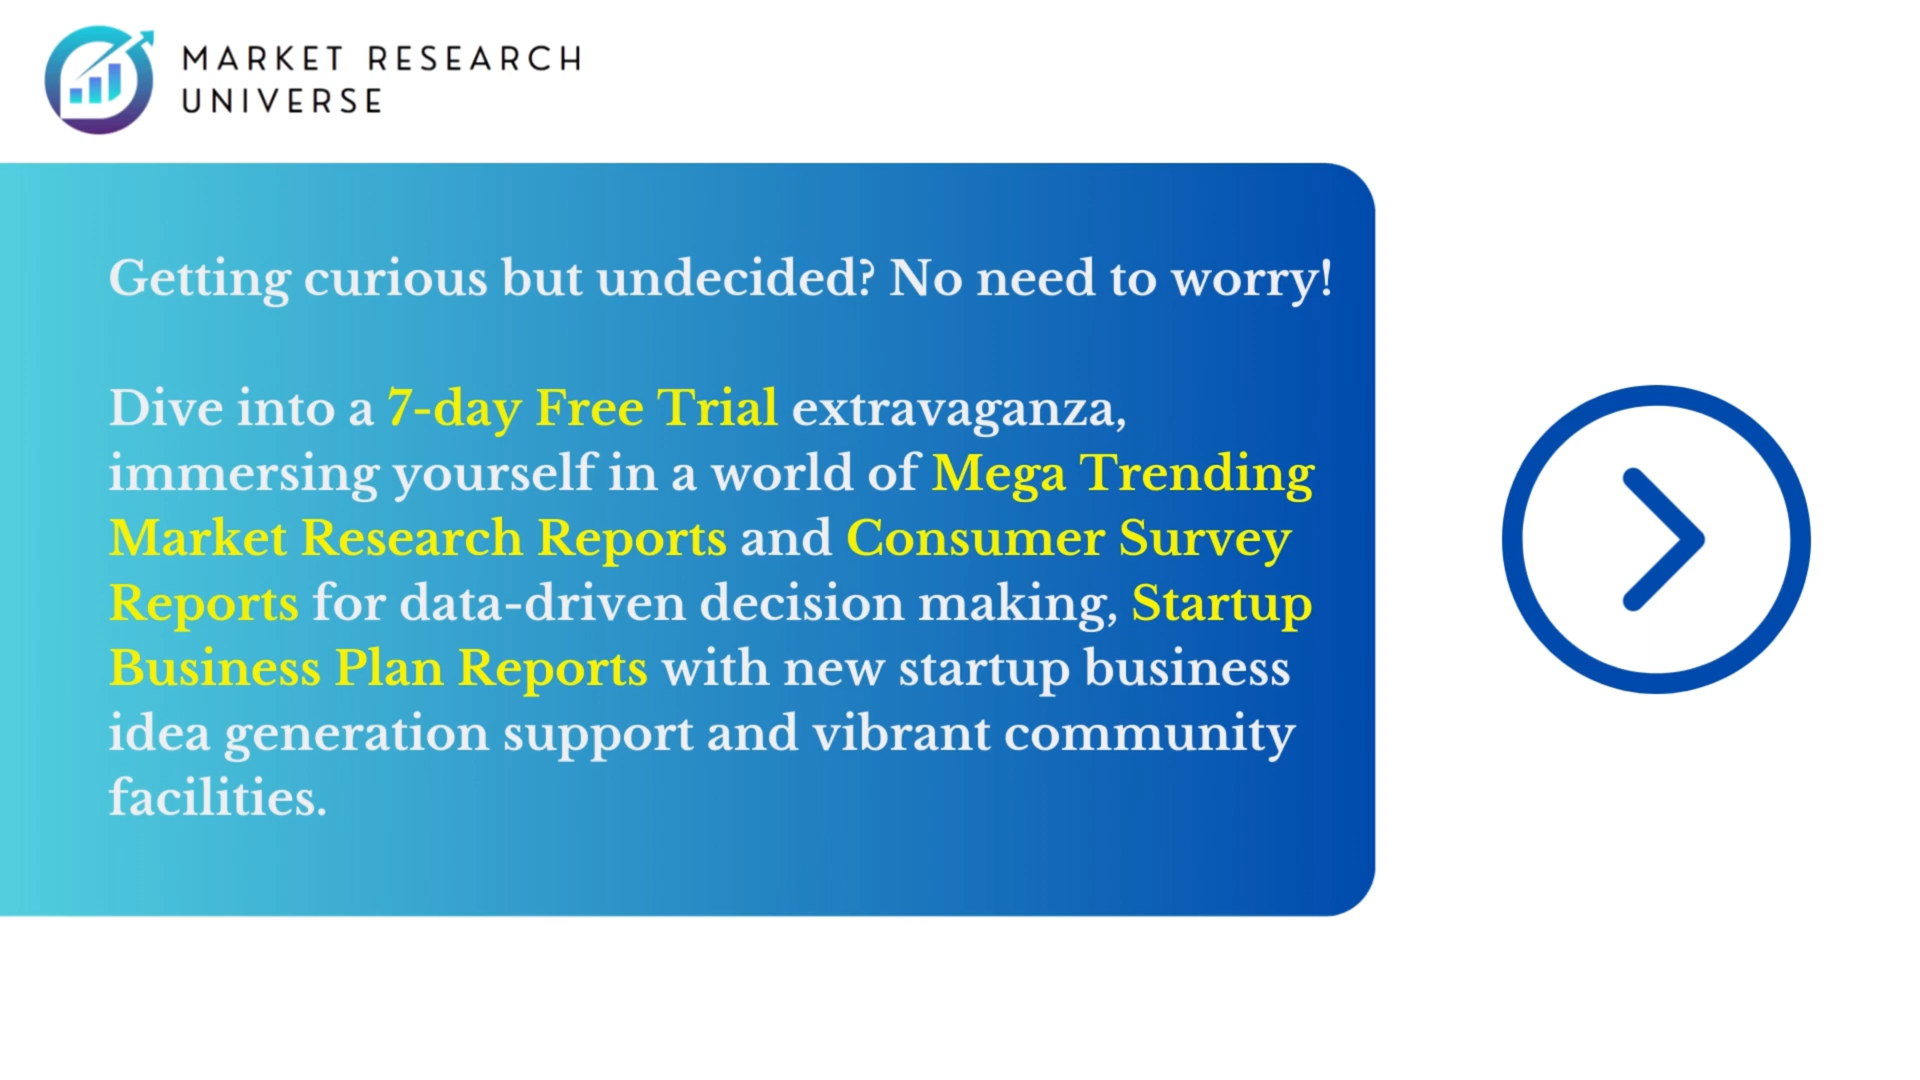 MARKET RESEARCH
UNIVERSE
Getting curious but undecided? No need to worry!
Dive into a 7-day Free Trial extravaganza,
immersing yourself in a world of Mega Trending
Market Research Reports and Consumer Survey
Reports for data-driven decision making, Startup
Business Plan Reports with new startup business
idea generation support and vibrant community
facilities.